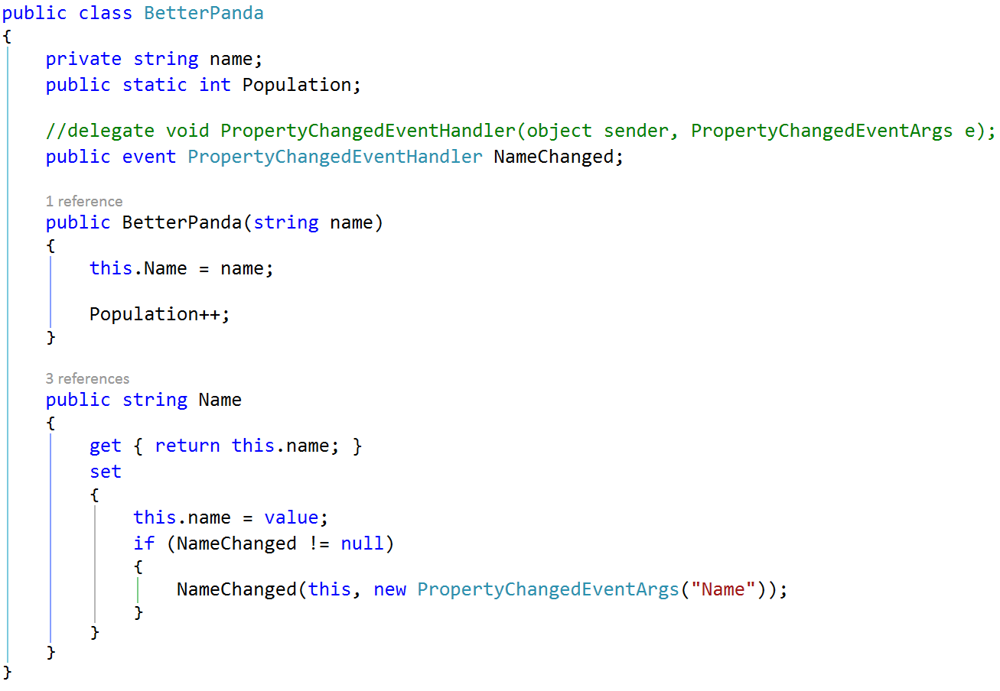 public class BetterPanda
{
    private string name;
    public static int Population;
    //delegate void PropertyChangedEventHandler(object sender, PropertyChangedEventArgs e);
    public event PropertyChangedEventHandler NameChanged;
    1 reference
    public BetterPanda(string name)
    {
        this.Name = name;
        Population++;
    }
    3 references
    public string Name
    {
        get { return this.name; }
        set
        {
            this.name = value;
            if (NameChanged != null)
            {
                NameChanged(this, new PropertyChangedEventArgs("Name"));
            }
        }
    }
}